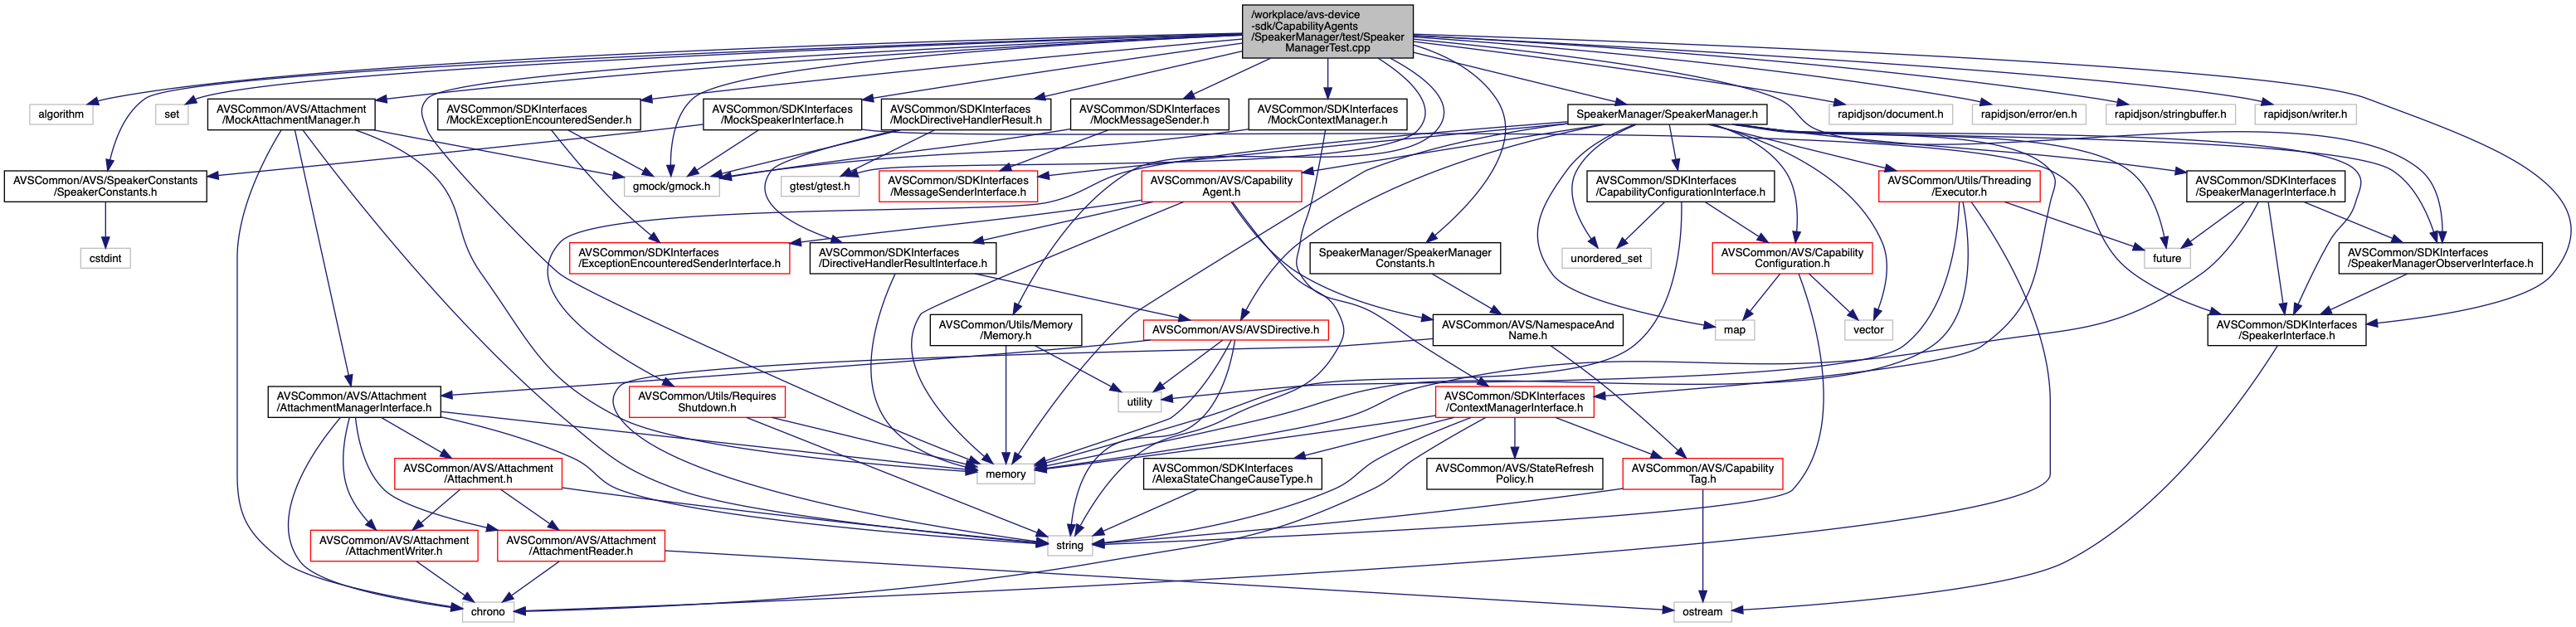 /workplace/avs-device
-sdk/CapabilityAgents
/SpeakerManager/test/Speaker
ManagerTest.cpp
algorithm
set
AVSCommon/AVS/Attachment
/MockAttachmentManager.h
AVSCommon/SDKInterfaces
/MockExceptionEncounteredSender.h
AVSCommon/SDKInterfaces
/MockSpeakerInterface.h
AVSCommon/SDKInterfaces
/MockDirectiveHandlerResult.h
AVSCommon/SDKInterfaces
/MockMessageSender.h
AVSCommon/SDKInterfaces
/MockContextManager.h
SpeakerManager/SpeakerManager.h
rapidjson/document.h
rapidjson/error/en.h
rapidjson/stringbuffer.h
rapidjson/writer.h
AVSCommon/AVS/SpeakerConstants
/SpeakerConstants.h
gmock/gmock.h
gtest/gtest.h
AVSCommon/SDKInterfaces
/MessageSenderInterface.h
AVSCommon/AVS/Capability
Agent.h
AVSCommon/SDKInterfaces
/CapabilityConfigurationInterface.h
AVSCommon/Utils/Threading
/Executor.h
AVSCommon/SDKInterfaces
/SpeakerManagerInterface.h
cstdint
AVSCommon/SDKInterfaces
/ExceptionEncounteredSenderInterface.h
AVSCommon/SDKInterfaces
/DirectiveHandlerResultInterface.h
SpeakerManager/SpeakerManager
Constants.h
unordered_set
AVSCommon/AVS/Capability
Configuration.h
future
AVSCommon/SDKInterfaces
/SpeakerManagerObserverInterface.h
AVSCommon/Utils/Memory
/Memory.h
AVSCommon/AVS/AVSDirective.h
AVSCommon/AVS/NamespaceAnd
Name.h
map
vector
AVSCommon/SDKInterfaces
/SpeakerInterface.h
AVSCommon/AVS/Attachment
/AttachmentManagerInterface.h
AVSCommon/Utils/Requires
Shutdown.h
utility
AVSCommon/SDKInterfaces
/ContextManagerInterface.h
AVSCommon/AVS/Attachment
/Attachment.h
memory
AVSCommon/SDKInterfaces
/AlexaStateChangeCauseType.h
AVSCommon/AVS/StateRefresh
Policy.h
AVSCommon/AVS/Capability
Tag.h
AVSCommon/AVS/Attachment
/AttachmentWriter.h
AVSCommon/AVS/Attachment
/AttachmentReader.h
string
chrono
ostream